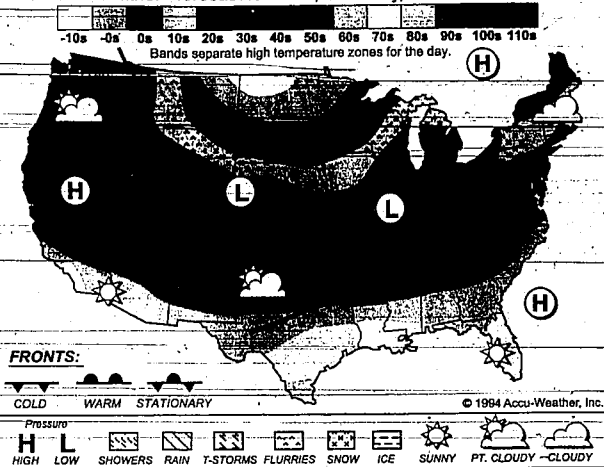 -10s -0s 0s 10s 20s 30s 40s 50s 60s 70s 80s 90s 100s 110s
Bands separate high temperature zones for the day.
H
H
L
L
H
FRONTS:
COLD WARM STATIONARY
© 1994 Accu-Weather, Inc.
Pressure
H L
HIGH LOW SHOWERS RAIN T-STORMS FLURRIES SNOW ICE SUNNY PT. CLOUDY CLOUDY